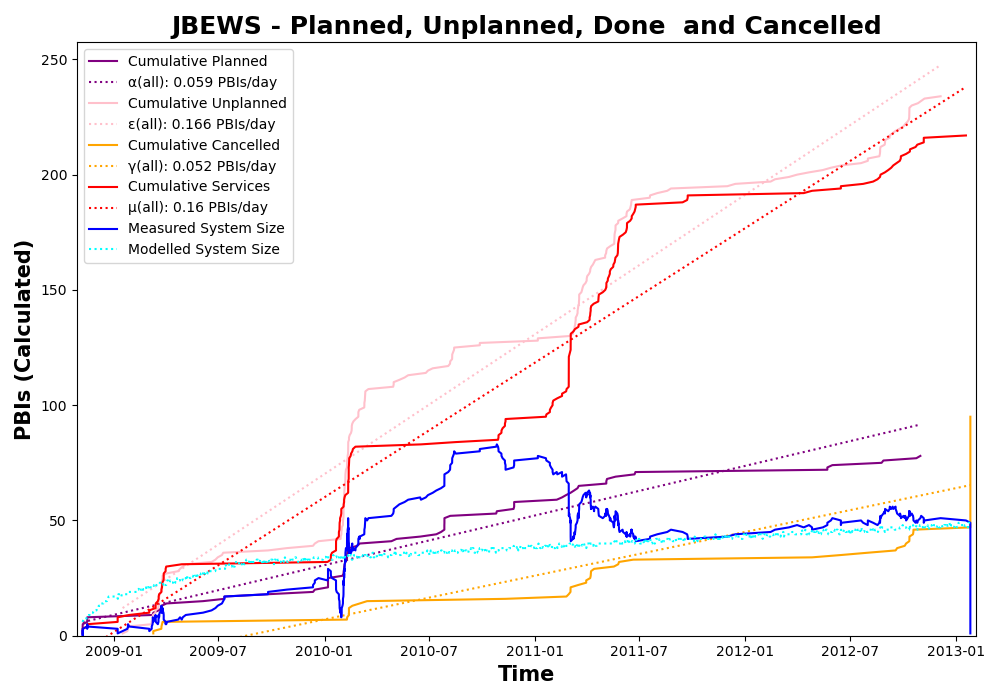 JBEWS - Planned, Unplanned, Done  and Cancelled
Cumulative Planned
α(all): 0.059 PBIs/day
Cumulative Unplanned
ε(all): 0.166 PBIs/day
Cumulative Cancelled
γ(all): 0.052 PBIs/day
Cumulative Services
μ(all): 0.16 PBIs/day
Measured System Size
Modelled System Size
PBIs (Calculated)
250
200
150
100
50
0
2009-01 2009-07 2010-01 2010-07 2011-01 2011-07 2012-01 2012-07 2013-01
Time